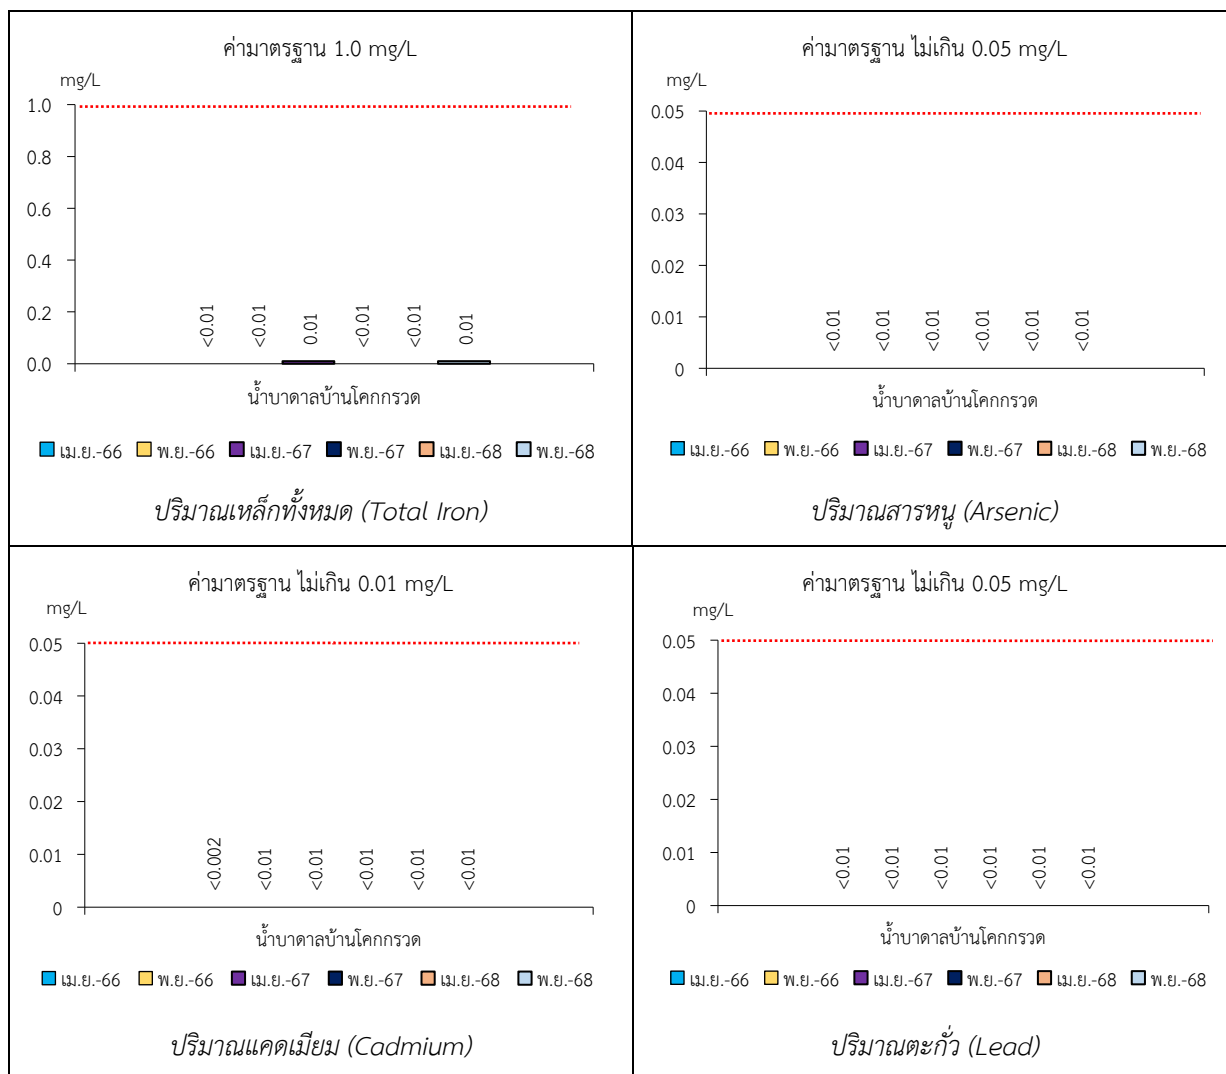 ค่ามาตรฐาน 1.0 mg/L
mg/L
1.0
0.8
0.6
0.4
0.2
0.0
<0.01 <0.01 0.01 <0.01 <0.01 0.01
น้ำบาดาลบ้านโคกกรวด
เม.ย.-66 พ.ย.-66 เม.ย.-67 พ.ย.-67 เม.ย.-68 พ.ย.-68
ปริมาณเหล็กทั้งหมด (Total Iron)
ค่ามาตรฐาน ไม่เกิน 0.05 mg/L
mg/L
0.05
0.04
0.03
0.02
0.01
0
<0.01 <0.01 <0.01 <0.01 <0.01 <0.01
น้ำบาดาลบ้านโคกกรวด
เม.ย.-66 พ.ย.-66 เม.ย.-67 พ.ย.-67 เม.ย.-68 พ.ย.-68
ปริมาณสารหนู (Arsenic)
ค่ามาตรฐาน ไม่เกิน 0.01 mg/L
mg/L
0.05
0.04
0.03
0.02
0.01
0
<0.002 <0.01 <0.01 <0.01 <0.01 <0.01
น้ำบาดาลบ้านโคกกรวด
เม.ย.-66 พ.ย.-66 เม.ย.-67 พ.ย.-67 เม.ย.-68 พ.ย.-68
ปริมาณแคดเมียม (Cadmium)
ค่ามาตรฐาน ไม่เกิน 0.05 mg/L
mg/L
0.05
0.04
0.03
0.02
0.01
0
<0.01 <0.01 <0.01 <0.01 <0.01 <0.01
น้ำบาดาลบ้านโคกกรวด
เม.ย.-66 พ.ย.-66 เม.ย.-67 พ.ย.-67 เม.ย.-68 พ.ย.-68
ปริมาณตะกั่ว (Lead)